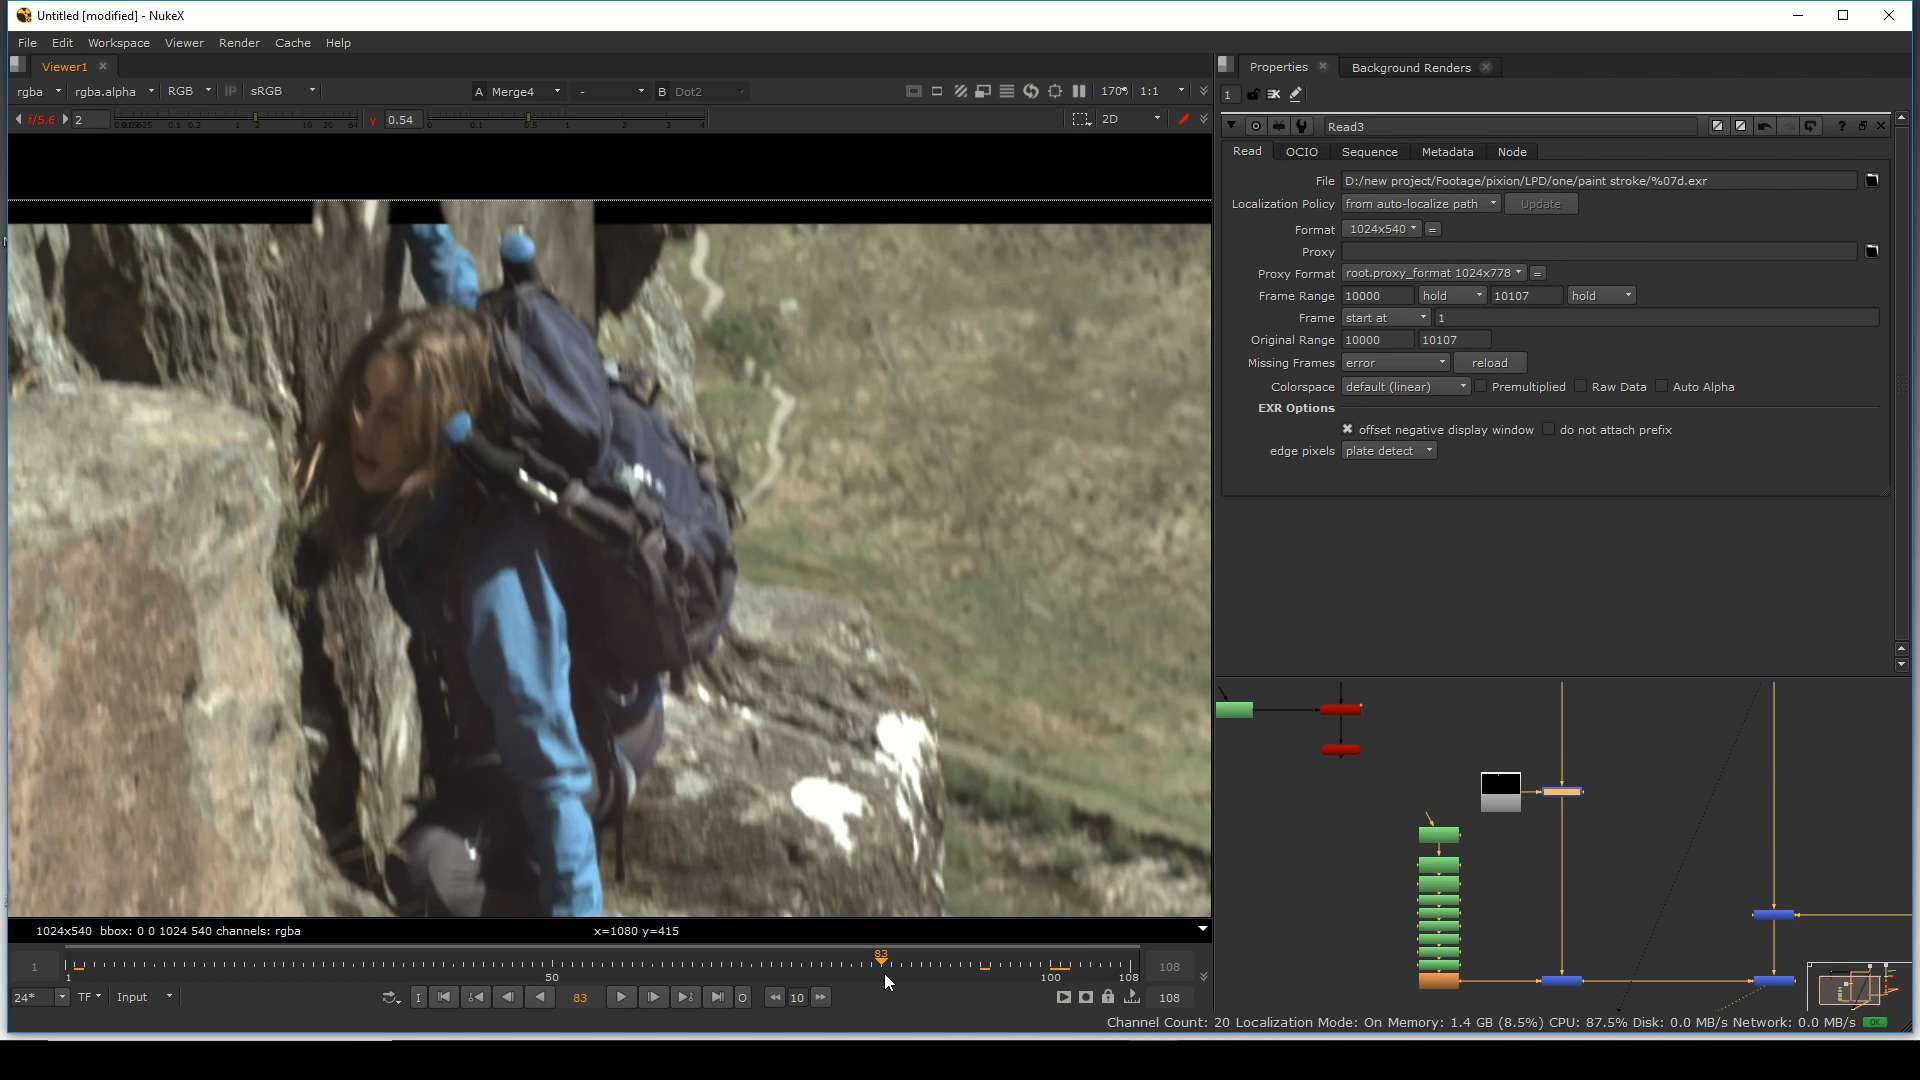 Untitled [modified] - NukeX
File Edit Workspace Viewer Render Cache Help
Viewer1
Properties
Background Renders
rgba rgba.alpha RGB IP sRGB A Merge4 - B Dot2 1:1
1
f/5.6 2 y 0.54 2D
Read3
Read OCIO Sequence Metadata Node
File D:/new project/Footage/pixion/LPD/one/paint stroke/%07d.exr
Localization Policy from auto-localize path Update
Format 1024x540 =
Proxy
Proxy Format root.proxy_format 1024x778 =
Frame Range 10000 hold 10107 hold
Frame start at 1
Original Range 10000 10107
Missing Frames error reload
Colorspace default (linear) Premultiplied Raw Data Auto Alpha
EXR Options
offset negative display window do not attach prefix
edge pixels plate detect
1024x540 bbox: 0 0 1024 540 channels: rgba x=1080 y=415
83
1 108
1 50 100 108
24* TF Input I 83 O 10 108
Channel Count: 20 Localization Mode: On Memory: 1.4 GB (8.5%) CPU: 87.5% Disk: 0.0 MB/s Network: 0.0 MB/s OK